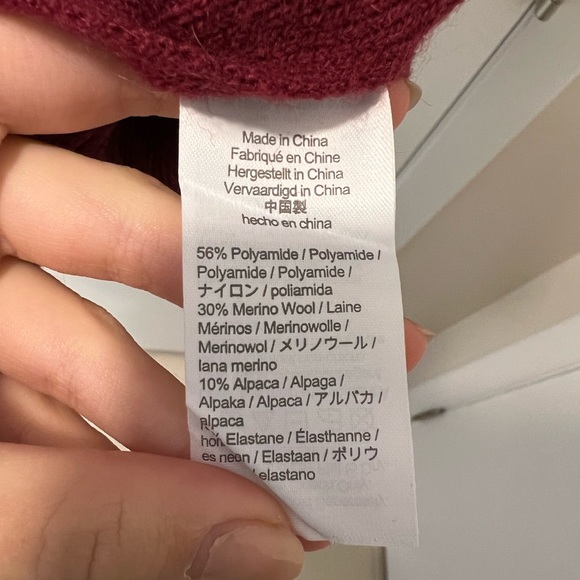 Made in China
Fabriqué en Chine
Hergestellt in China
Vervaardigd in China
中国製
hecho en china
56% Polyamide / Polyamide /
Polyamide / Polyamide /
ナイロン / poliamida
30% Merino Wool / Laine
Mérinos / Merinowolle /
Merinowol / メリノウール /
lana merino
10% Alpaca / Alpaga /
Alpaka / Alpaca / アルパカ /
alpaca
Elastane / Élasthanne /
/ Elastaan / ポリウ
elastano